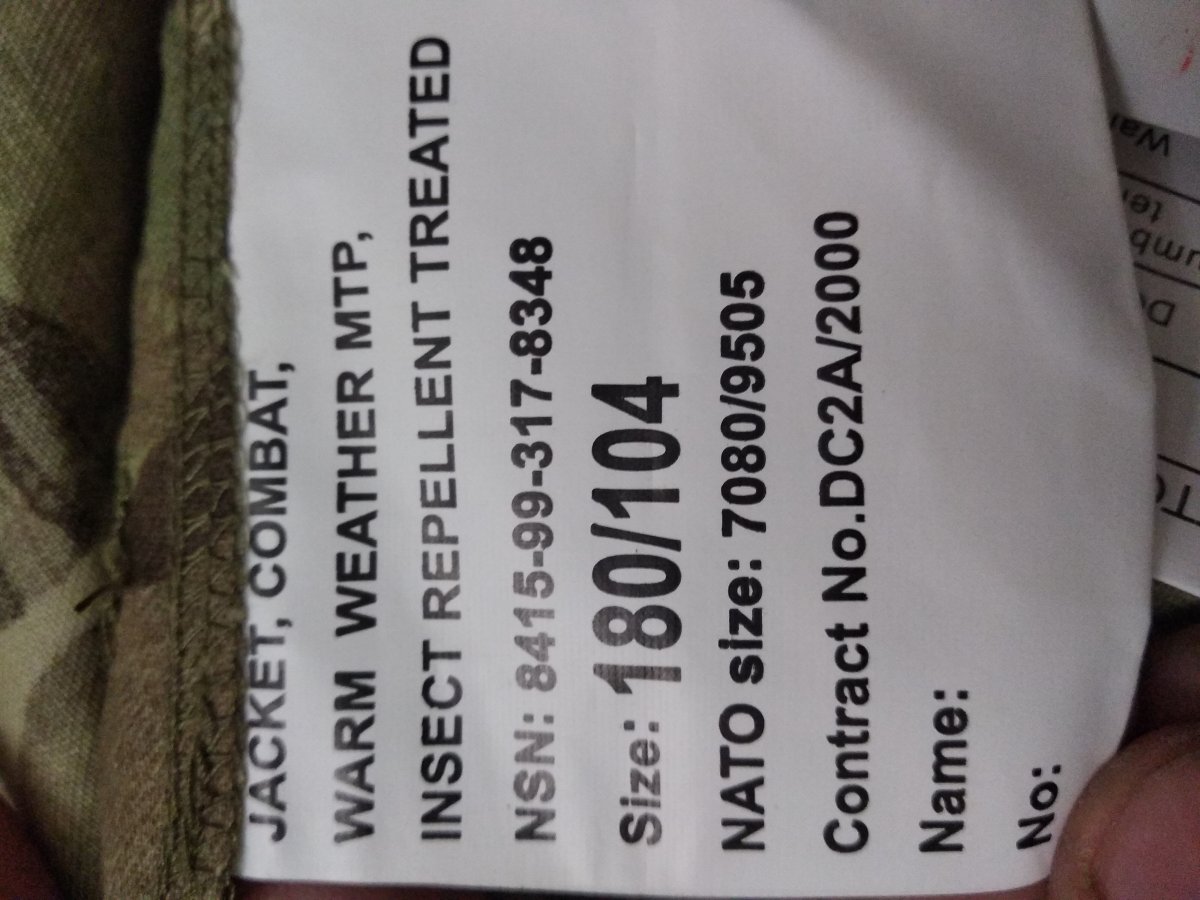 JACKET, COMBAT,
WARM WEATHER MTP,
INSECT REPELLENT TREATED
NSN: 8415-99-317-8348
Size: 180/104
NATO size: 7080/9505
Contract No.DC2A/2000
Name:
No: